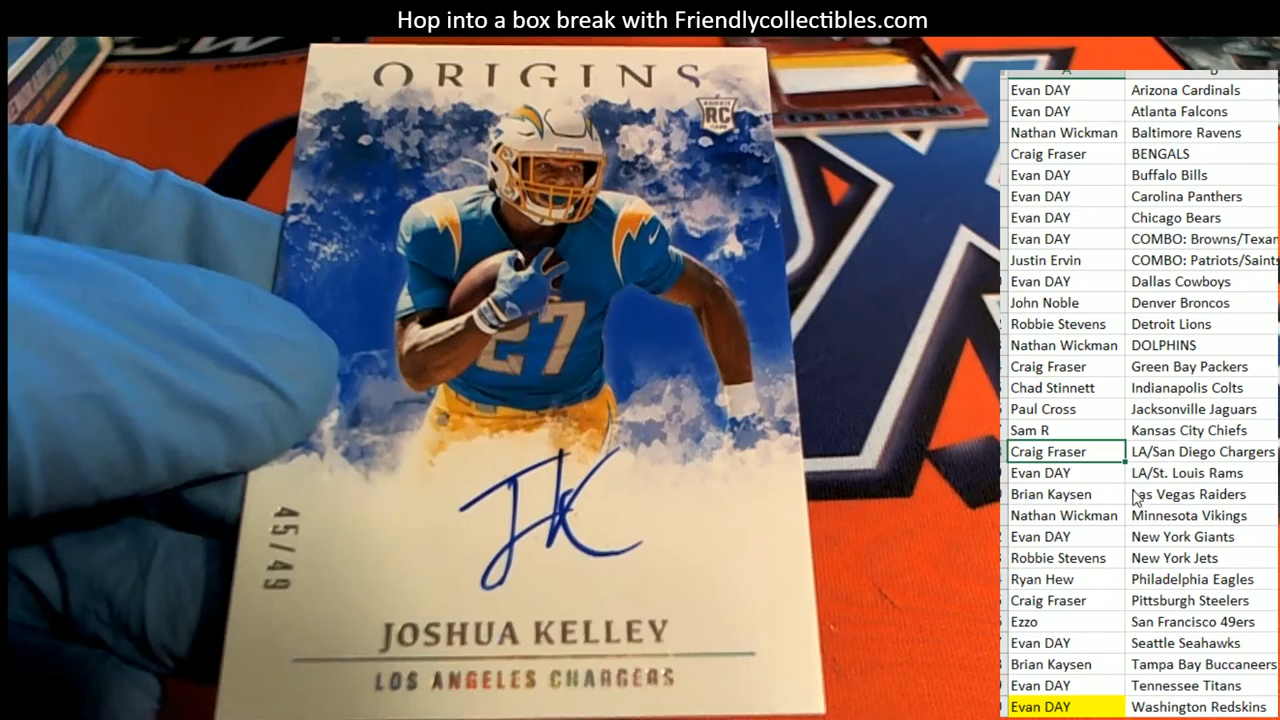 Hop into a box break with Friendlycollectibles.com
ORIGINS
ROOKIE
RC
27
45/49
JOSHUA KELLEY
LOS ANGELES CHARGERS
A B
Evan DAY Arizona Cardinals
Evan DAY Atlanta Falcons
Nathan Wickman Baltimore Ravens
Craig Fraser BENGALS
Evan DAY Buffalo Bills
Evan DAY Carolina Panthers
Evan DAY Chicago Bears
Evan DAY COMBO: Browns/Texan
Justin Ervin COMBO: Patriots/Saints
Evan DAY Dallas Cowboys
John Noble Denver Broncos
Robbie Stevens Detroit Lions
Nathan Wickman DOLPHINS
Craig Fraser Green Bay Packers
Chad Stinnett Indianapolis Colts
Paul Cross Jacksonville Jaguars
Sam R Kansas City Chiefs
Craig Fraser LA/San Diego Chargers
Evan DAY LA/St. Louis Rams
Brian Kaysen Las Vegas Raiders
Nathan Wickman Minnesota Vikings
Evan DAY New York Giants
Robbie Stevens New York Jets
Ryan Hew Philadelphia Eagles
Craig Fraser Pittsburgh Steelers
Ezzo San Francisco 49ers
Evan DAY Seattle Seahawks
Brian Kaysen Tampa Bay Buccaneers
Evan DAY Tennessee Titans
Evan DAY Washington Redskins